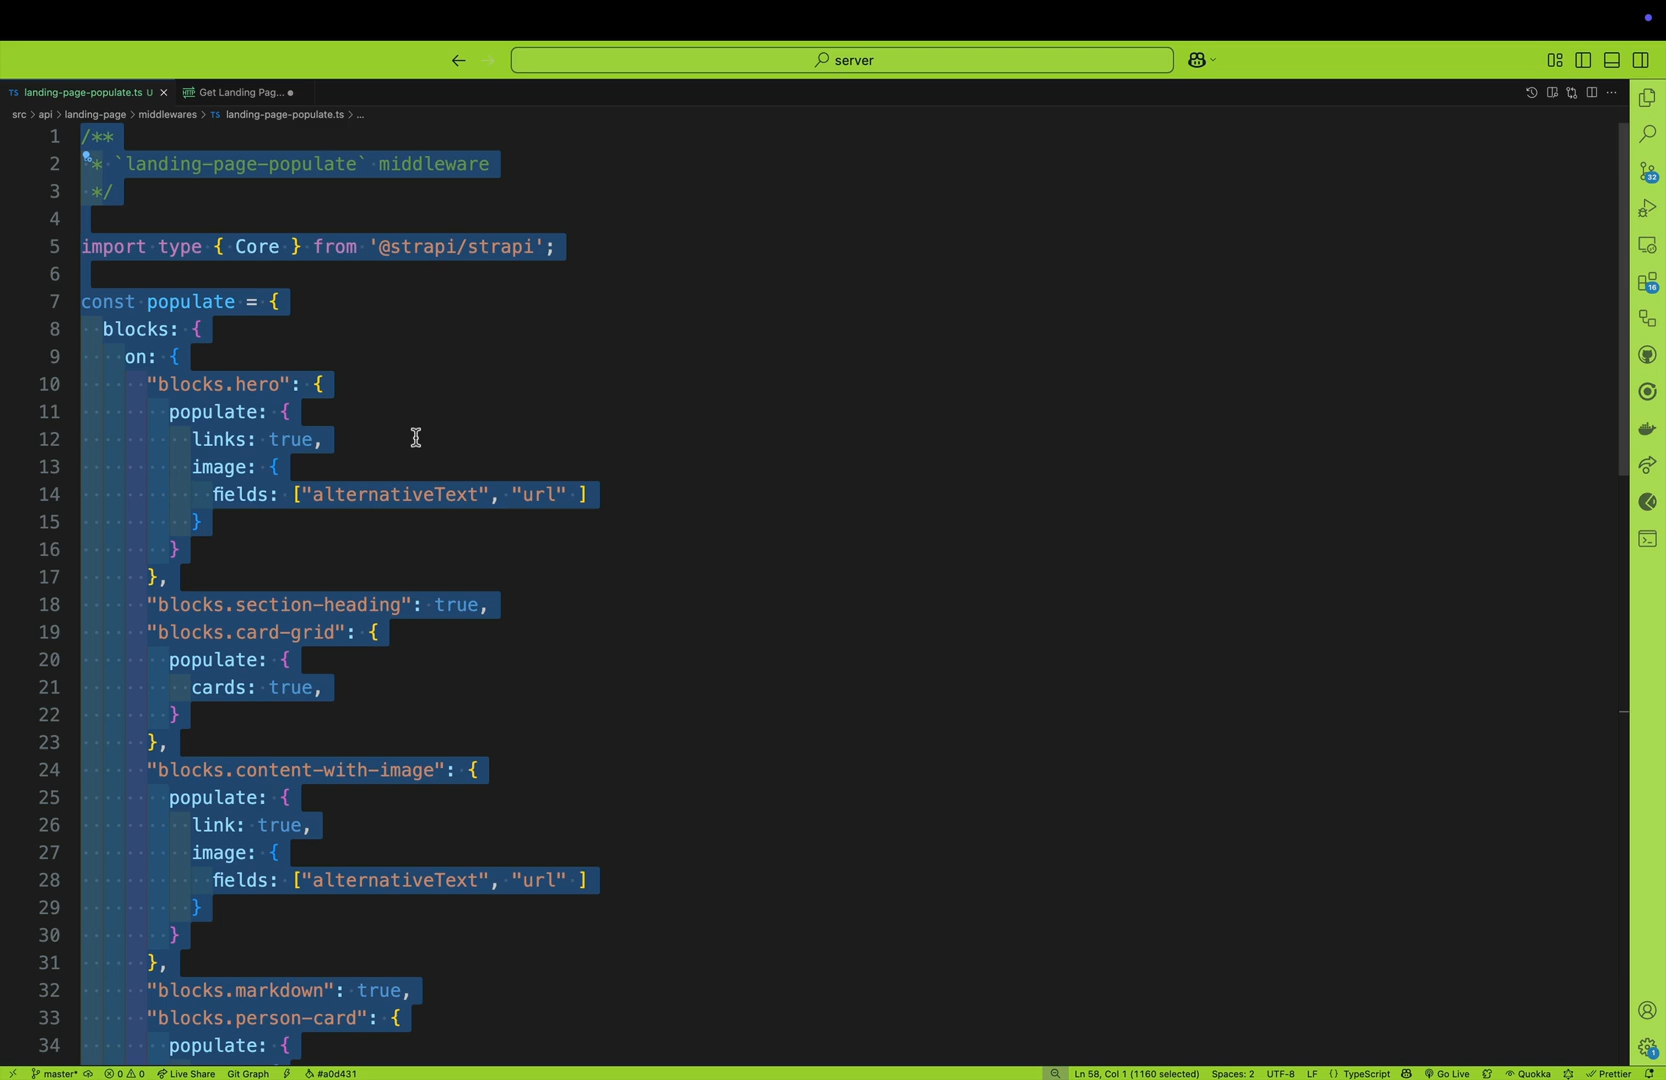 server
TS landing-page-populate.ts U
HTTP Get Landing Pag...
src > api > landing-page > middlewares > TS landing-page-populate.ts > ...
1 /**
2  * `landing-page-populate` middleware
3  */
4
5 import type { Core } from '@strapi/strapi';
6
7 const populate = {
8   blocks: {
9     on: {
10       "blocks.hero": {
11         populate: {
12           links: true,
13           image: {
14             fields: ["alternativeText", "url" ]
15           }
16         }
17       },
18       "blocks.section-heading": true,
19       "blocks.card-grid": {
20         populate: {
21           cards: true,
22         }
23       },
24       "blocks.content-with-image": {
25         populate: {
26           link: true,
27           image: {
28             fields: ["alternativeText", "url" ]
29           }
30         }
31       },
32       "blocks.markdown": true,
33       "blocks.person-card": {
34         populate: {
32
16
1
master* 0 0 Live Share Git Graph #a0d431 Ln 58, Col 1 (1160 selected) Spaces: 2 UTF-8 LF {} TypeScript Go Live Quokka Prettier